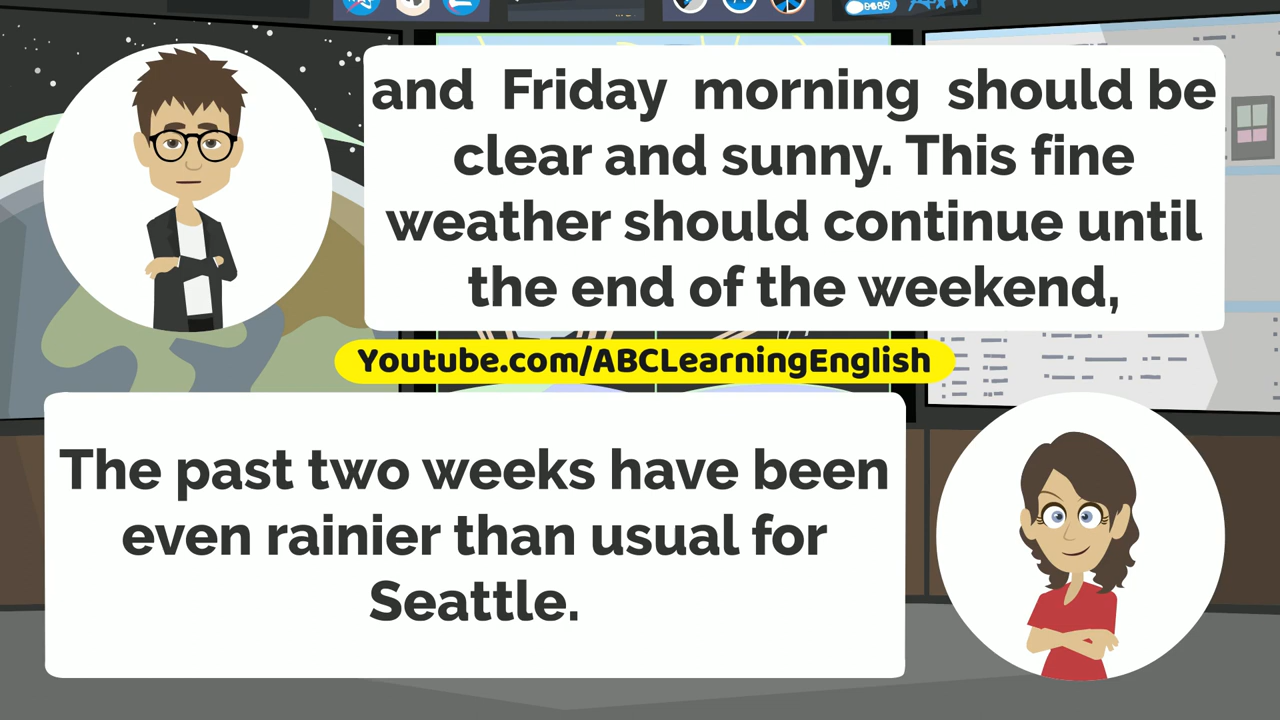 and Friday morning should be
clear and sunny. This fine
weather should continue until
the end of the weekend,
Youtube.com/ABCLearningEnglish
The past two weeks have been
even rainier than usual for
Seattle.